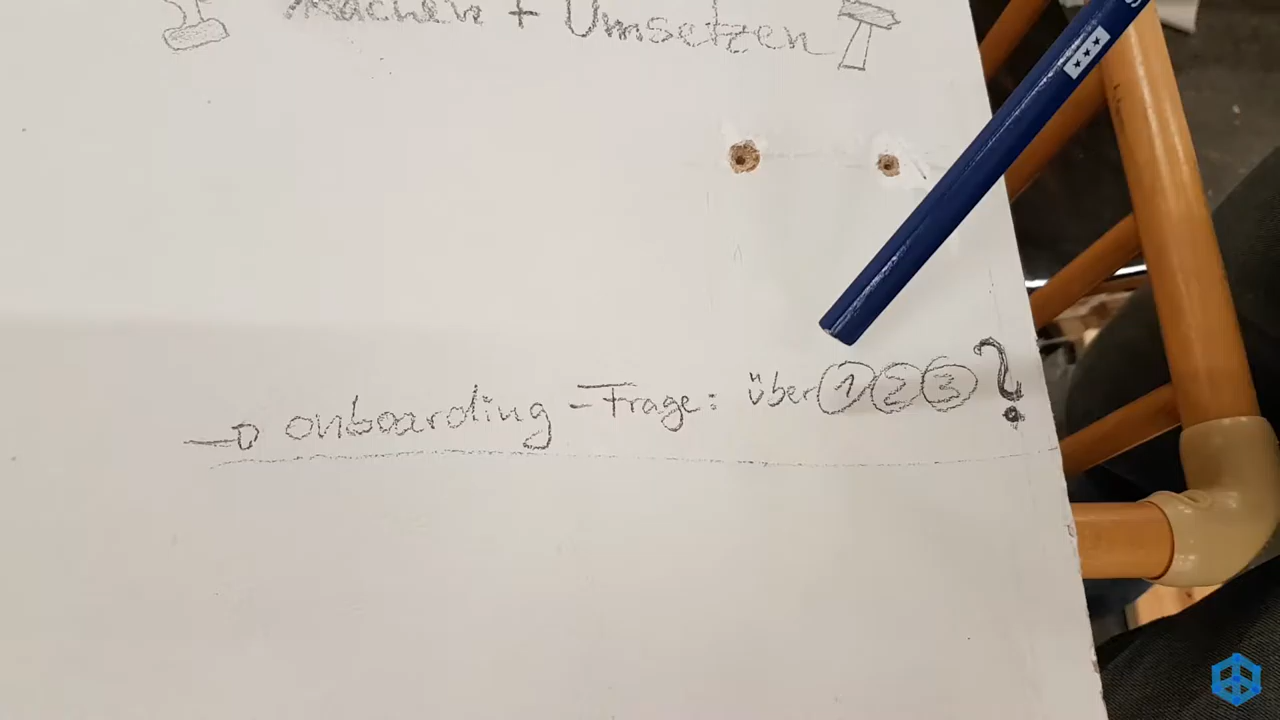 Machen + Umsetzen
→ onboarding - Frage: über ① ② ③ ?